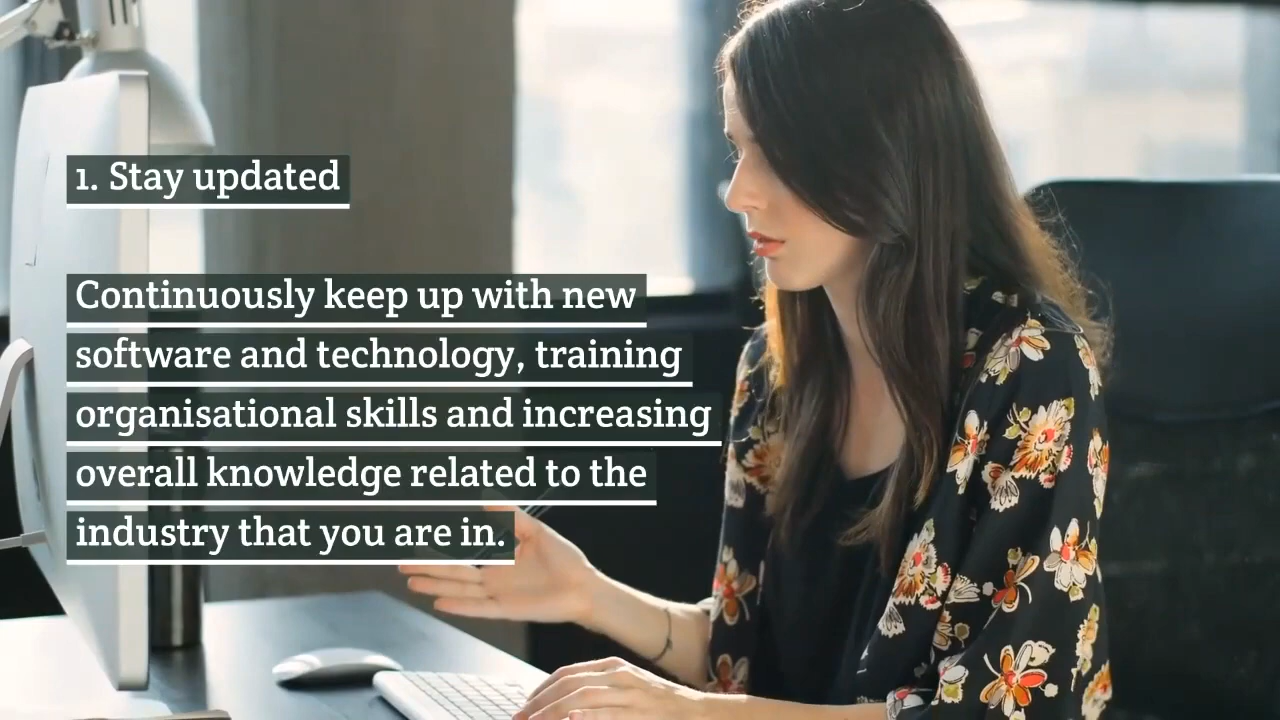 1. Stay updated
Continuously keep up with new
software and technology, training
organisational skills and increasing
overall knowledge related to the
industry that you are in.